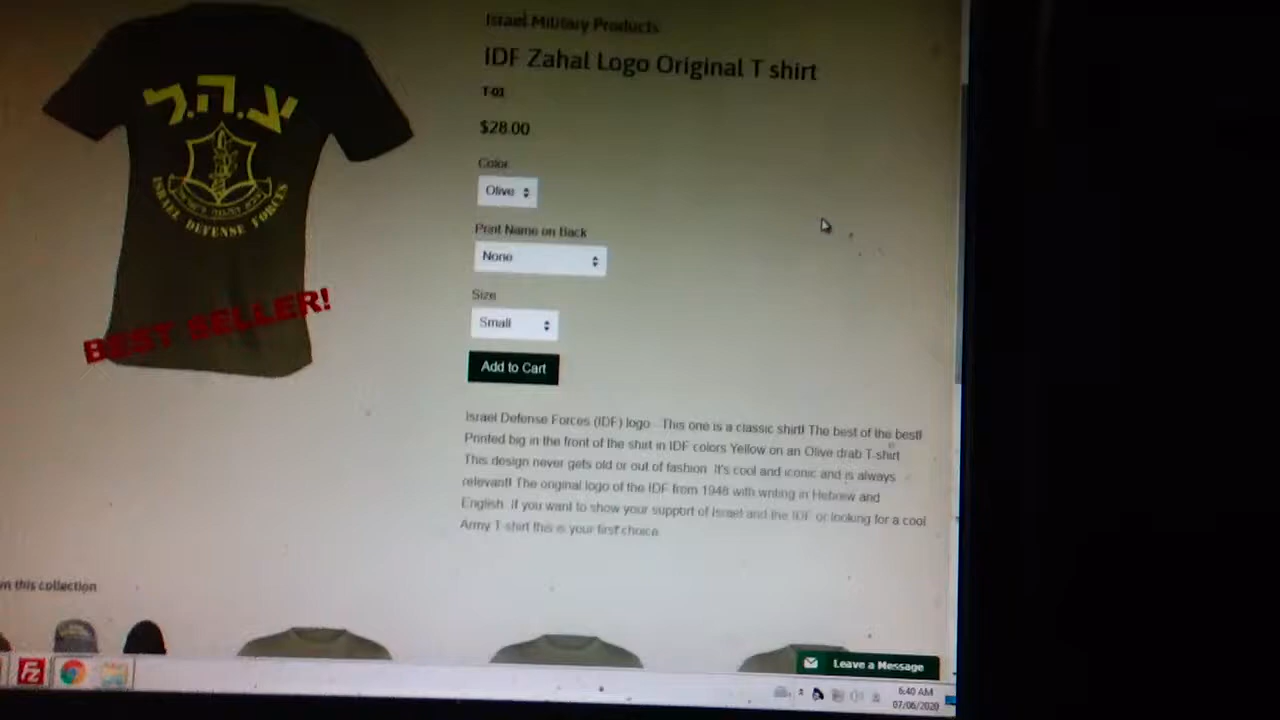 צ.ה.ל
ISRAEL DEFENSE FORCES
BEST SELLER!
Israel Military Products
IDF Zahal Logo Original T shirt
T-01
$28.00
Color
Olive
Print Name on Back
None
Size
Small
Add to Cart
Israel Defense Forces (IDF) logo - This one is a classic shirt! The best of the best!
Printed big in the front of the shirt in IDF colors Yellow on an Olive drab T-shirt
This design never gets old or out of fashion. It's cool and iconic and is always
relevant! The original logo of the IDF from 1948 with writing in Hebrew and
English. If you want to show your support of Israel and the IDF or looking for a cool
Army T-shirt this is your first choice.
this collection
Leave a Message
Fz
6:40 AM
07/06/2020